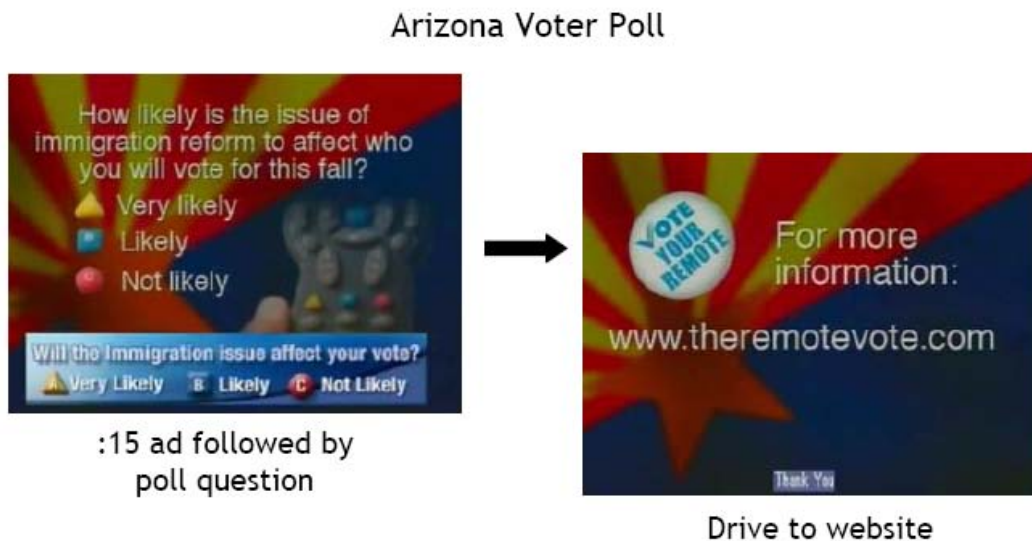 Arizona Voter Poll
How likely is the issue of
immigration reform to affect who
you will vote for this fall?
Very likely
B Likely
C Not likely
Will the Immigration issue affect your vote?
A Very Likely B Likely C Not Likely
:15 ad followed by
poll question
VOTE
YOUR
REMOTE
For more
information:
www.theremotevote.com
Thank You
Drive to website